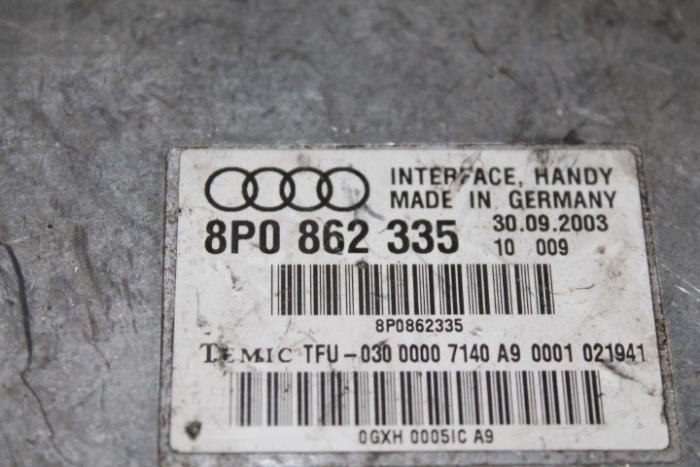 INTERFACE, HANDY
MADE IN GERMANY
8P0 862 335
30.09.2003
10 009
8P0862335
TEMIC TFU-030 0000 7140 A9 0001 021941
0GXH 0005IC A9